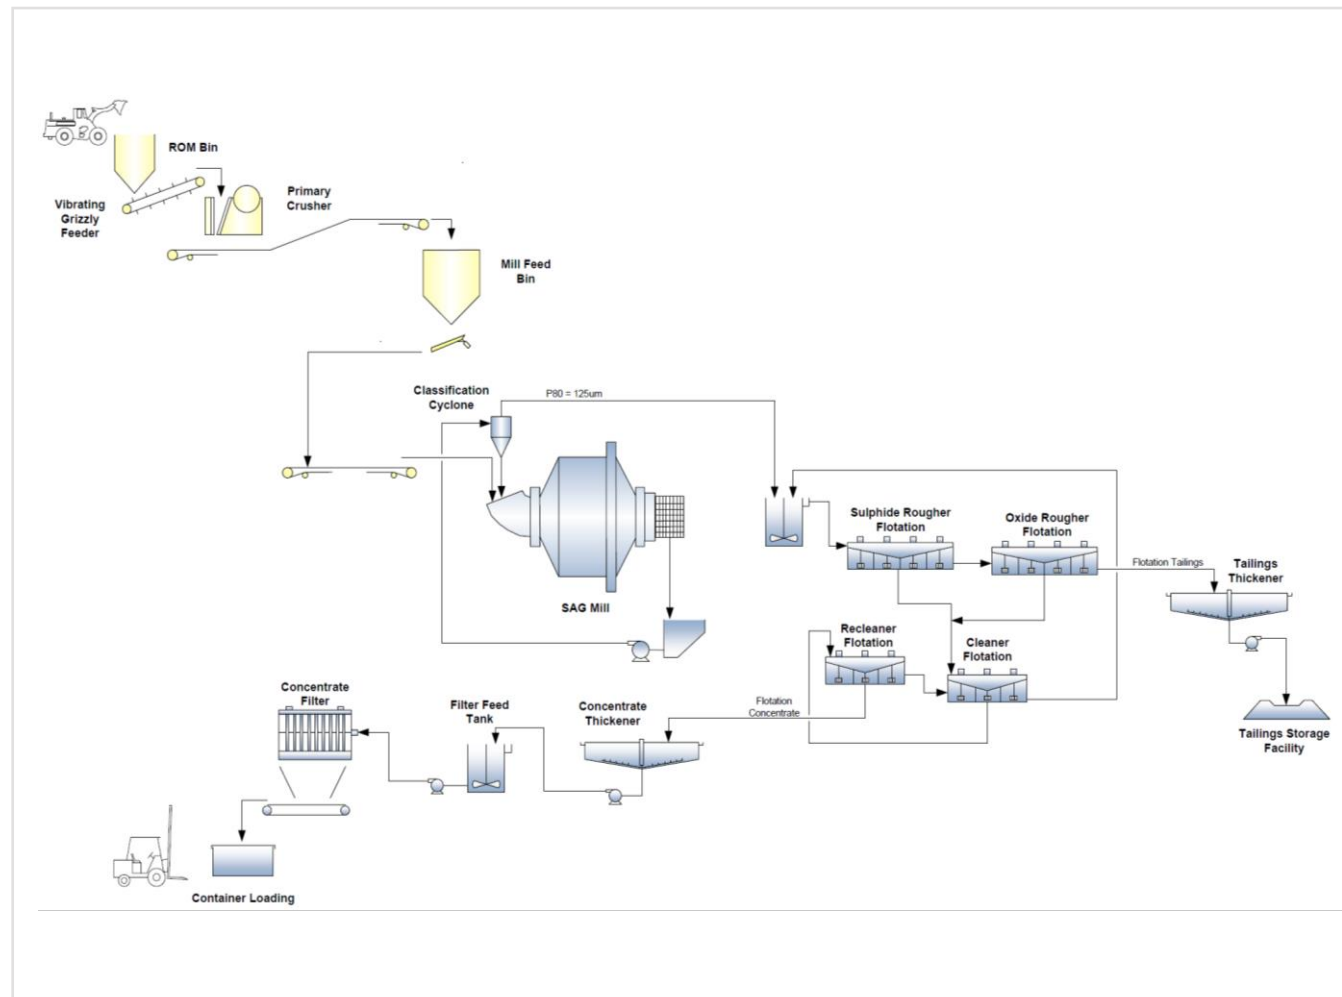 ROM Bin
Vibrating
Grizzly
Feeder
Primary
Crusher
Mill Feed
Bin
Classification
Cyclone
P80 = 125um
SAG Mill
Sulphide Rougher
Flotation
Oxide Rougher
Flotation
Flotation Tailings
Tailings
Thickener
Recleaner
Flotation
Cleaner
Flotation
Tailings Storage
Facility
Flotation
Concentrate
Concentrate
Thickener
Filter Feed
Tank
Concentrate
Filter
Container Loading